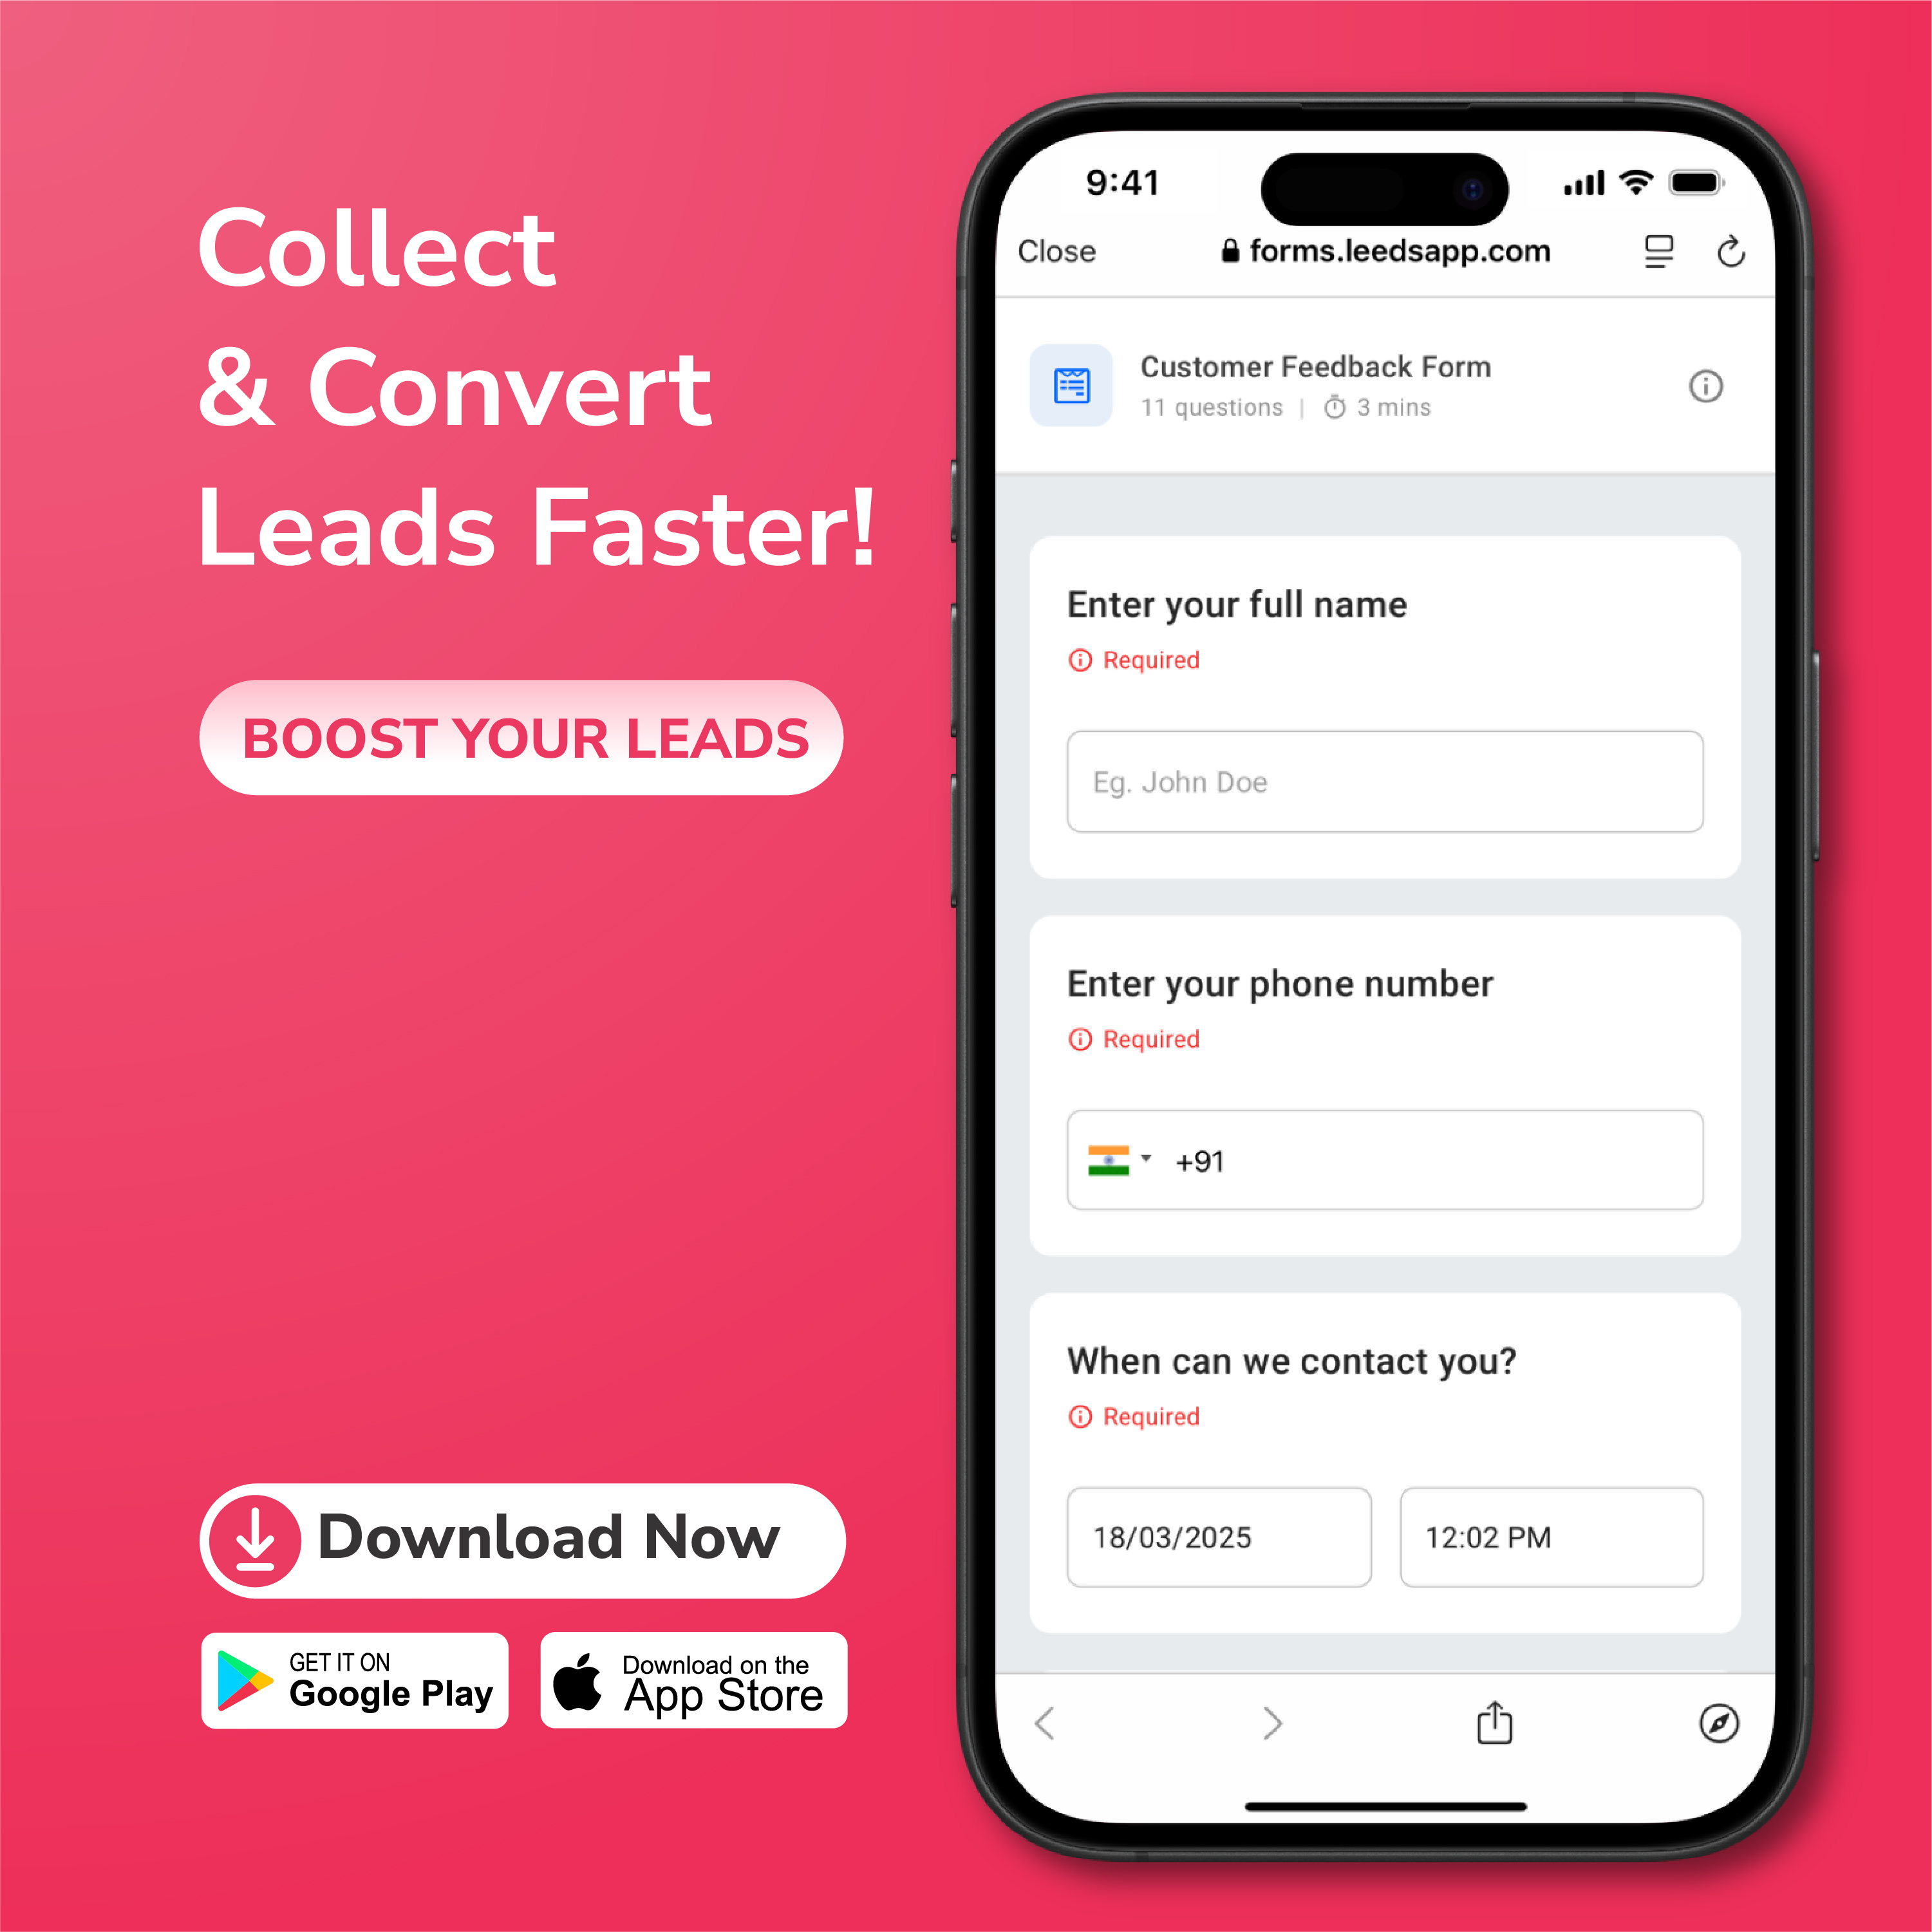 Collect
& Convert
Leads Faster!
BOOST YOUR LEADS
Download Now
GET IT ON
Google Play
Download on the
App Store
9:41
Close
forms.leedsapp.com
Customer Feedback Form
11 questions | 3 mins
Enter your full name
Required
Eg. John Doe
Enter your phone number
Required
+91
When can we contact you?
Required
18/03/2025
12:02 PM